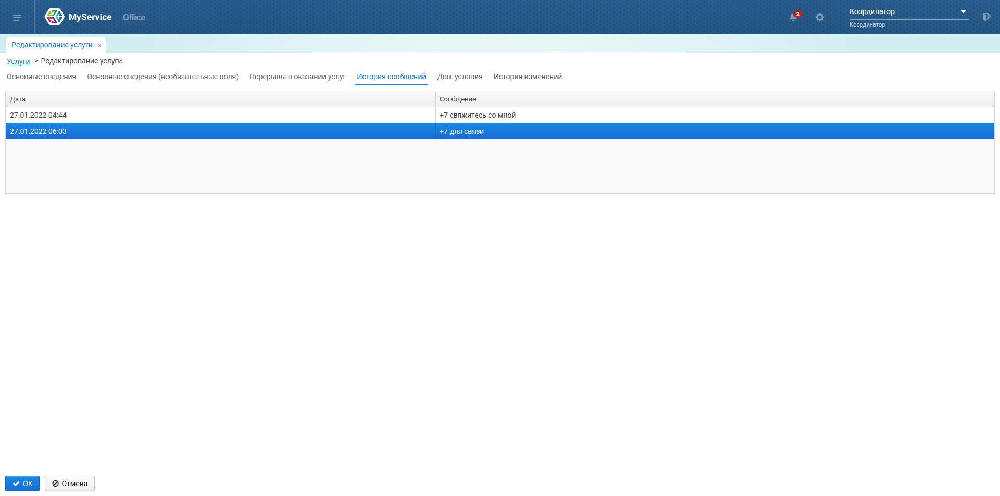 MyService Office 2 Координатор
Координатор
Редактирование услуги ×
Услуги > Редактирование услуги
Основные сведения Основные сведения (необязательные поля) Перерывы в оказании услуг История сообщений Доп. условия История изменений
Дата Сообщение
27.01.2022 04:44 +7 свяжитесь со мной
27.01.2022 06:03 +7 для связи
OK Отмена